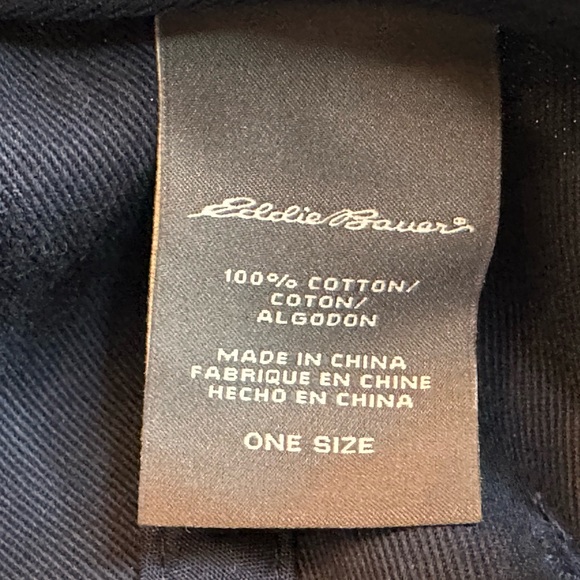 Eddie Bauer®
100% COTTON/
COTON/
ALGODON
MADE IN CHINA
FABRIQUE EN CHINE
HECHO EN CHINA
ONE SIZE